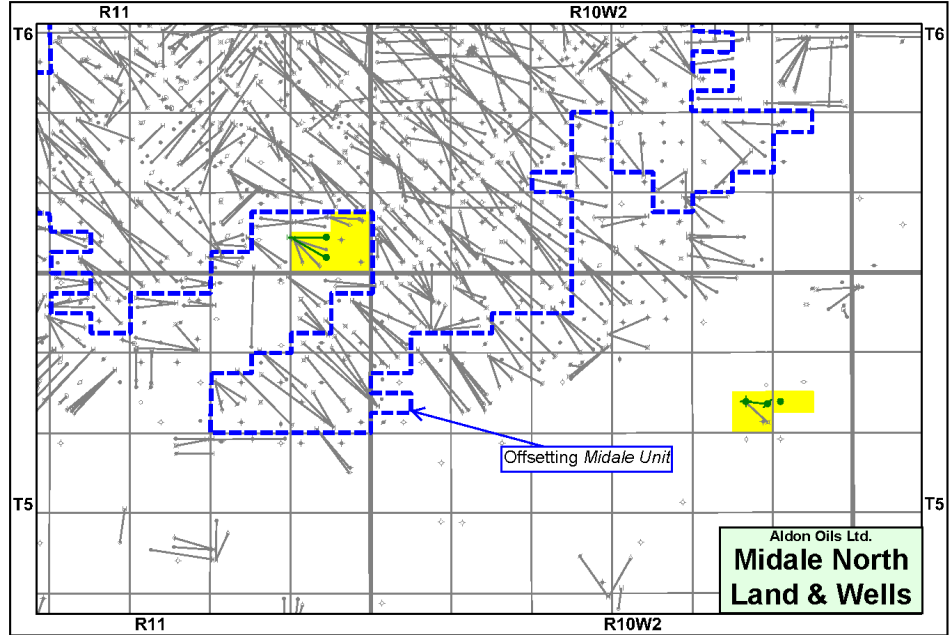 R11
R10W2
T6
T6
Offsetting Midale Unit
T5
T5
Aldon Oils Ltd.
Midale North
Land & Wells
R11
R10W2